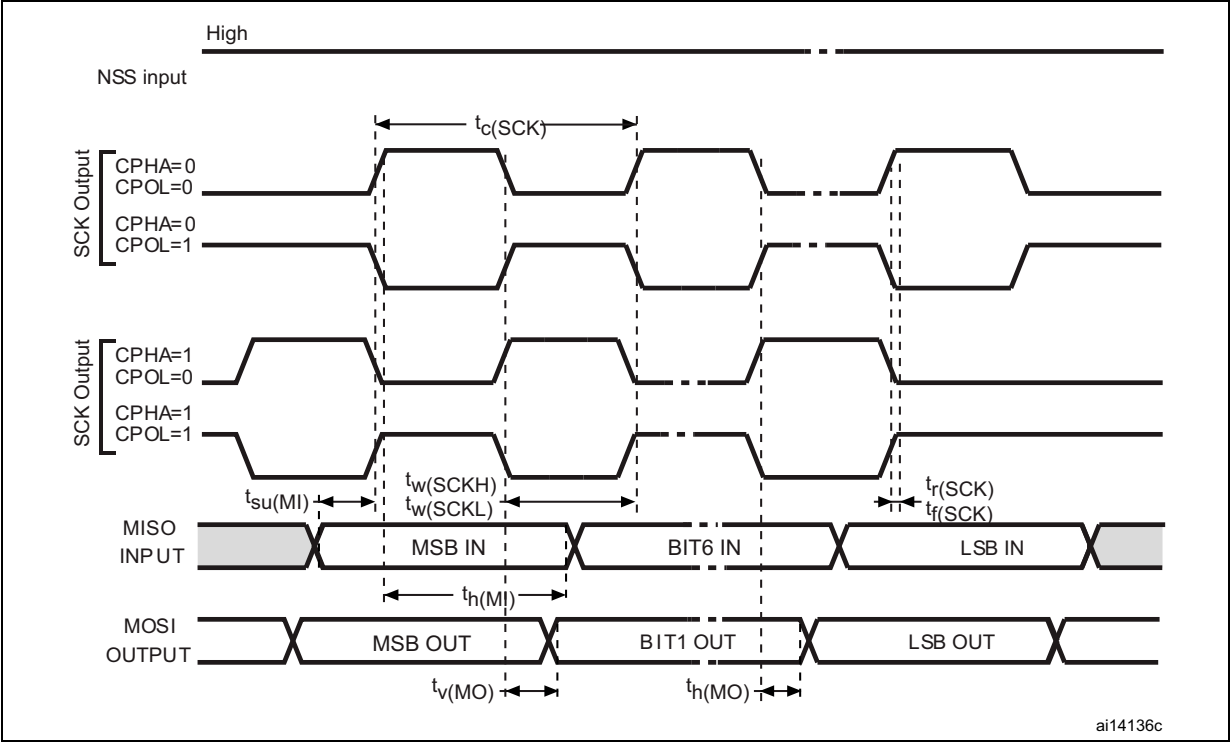 High
NSS input
tc(SCK)
SCK Output
CPHA=0
CPOL=0
CPHA=0
CPOL=1
SCK Output
CPHA=1
CPOL=0
CPHA=1
CPOL=1
tsu(MI)
tw(SCKH)
tw(SCKL)
tr(SCK)
tf(SCK)
MISO
INPUT
MSB IN
BIT6 IN
LSB IN
th(MI)
MOSI
OUTPUT
MSB OUT
BIT1 OUT
LSB OUT
tv(MO)
th(MO)
ai14136c